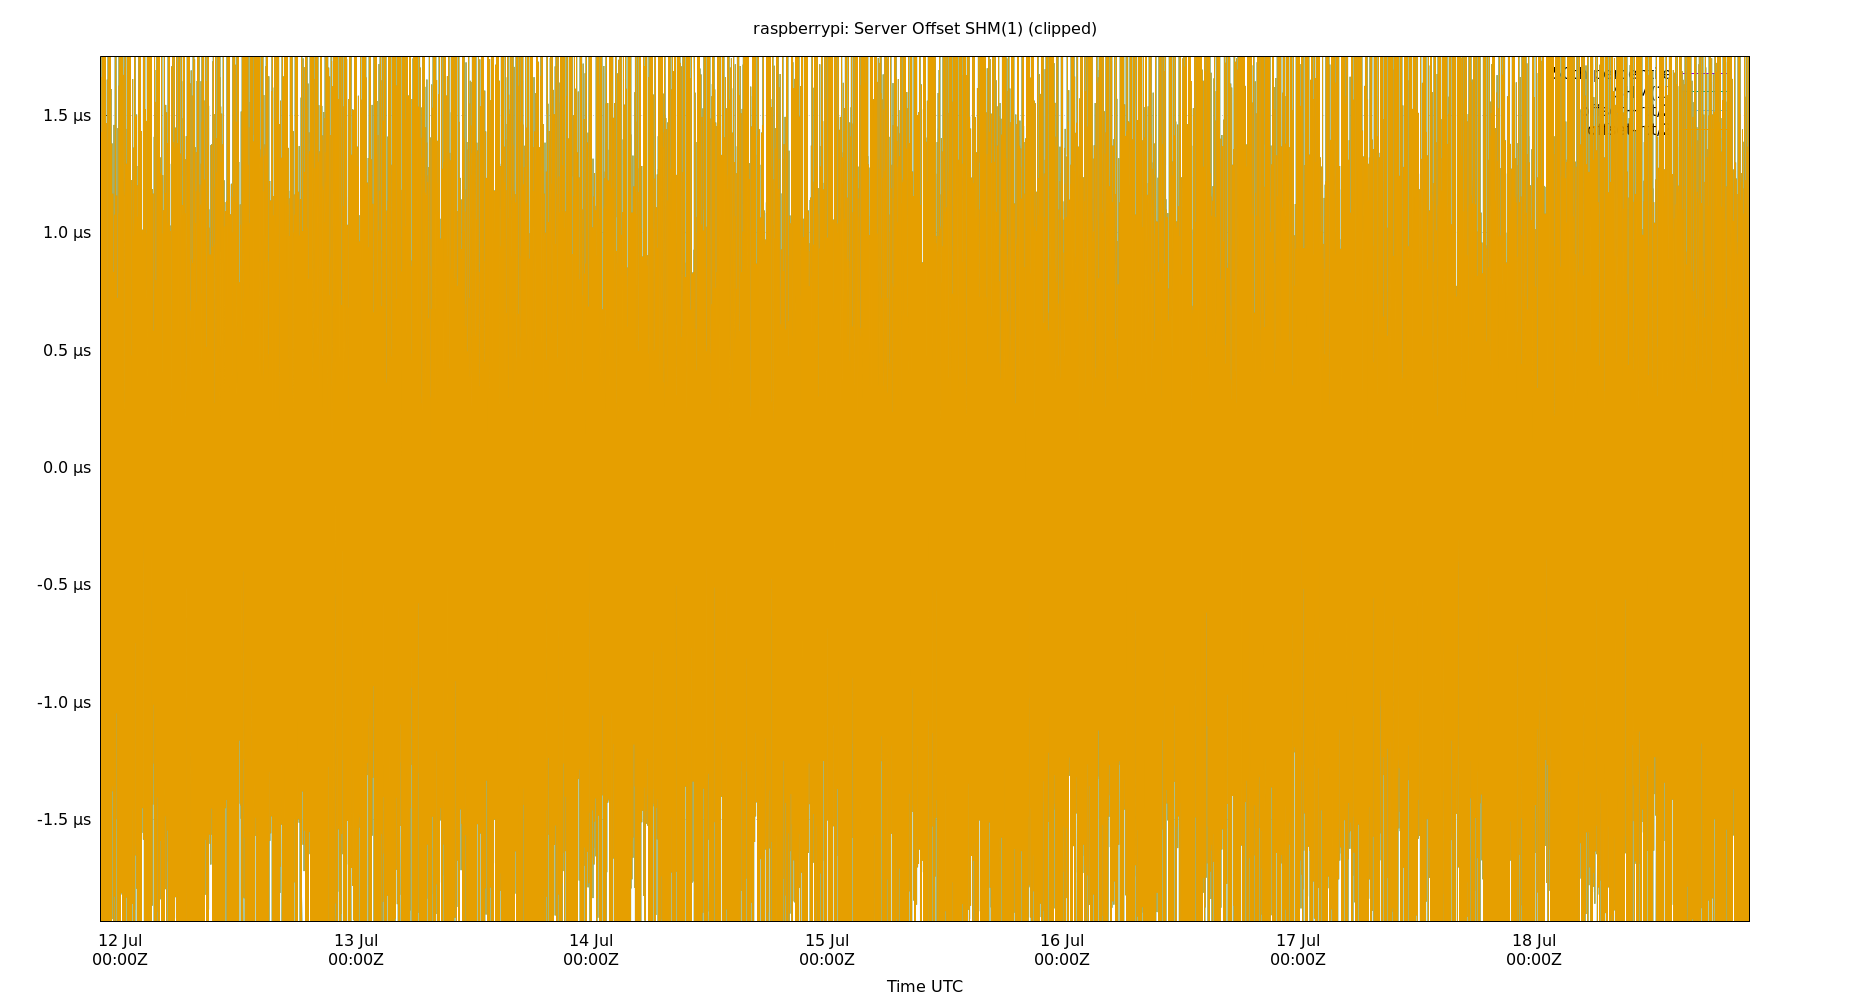 raspberrypi: Server Offset SHM(1) (clipped)
1.5 µs
1.0 µs
0.5 µs
0.0 µs
-0.5 µs
-1.0 µs
-1.5 µs
12 Jul 13 Jul 14 Jul 15 Jul 16 Jul 17 Jul 18 Jul
00:00Z 00:00Z 00:00Z 00:00Z 00:00Z 00:00Z 00:00Z
Time UTC